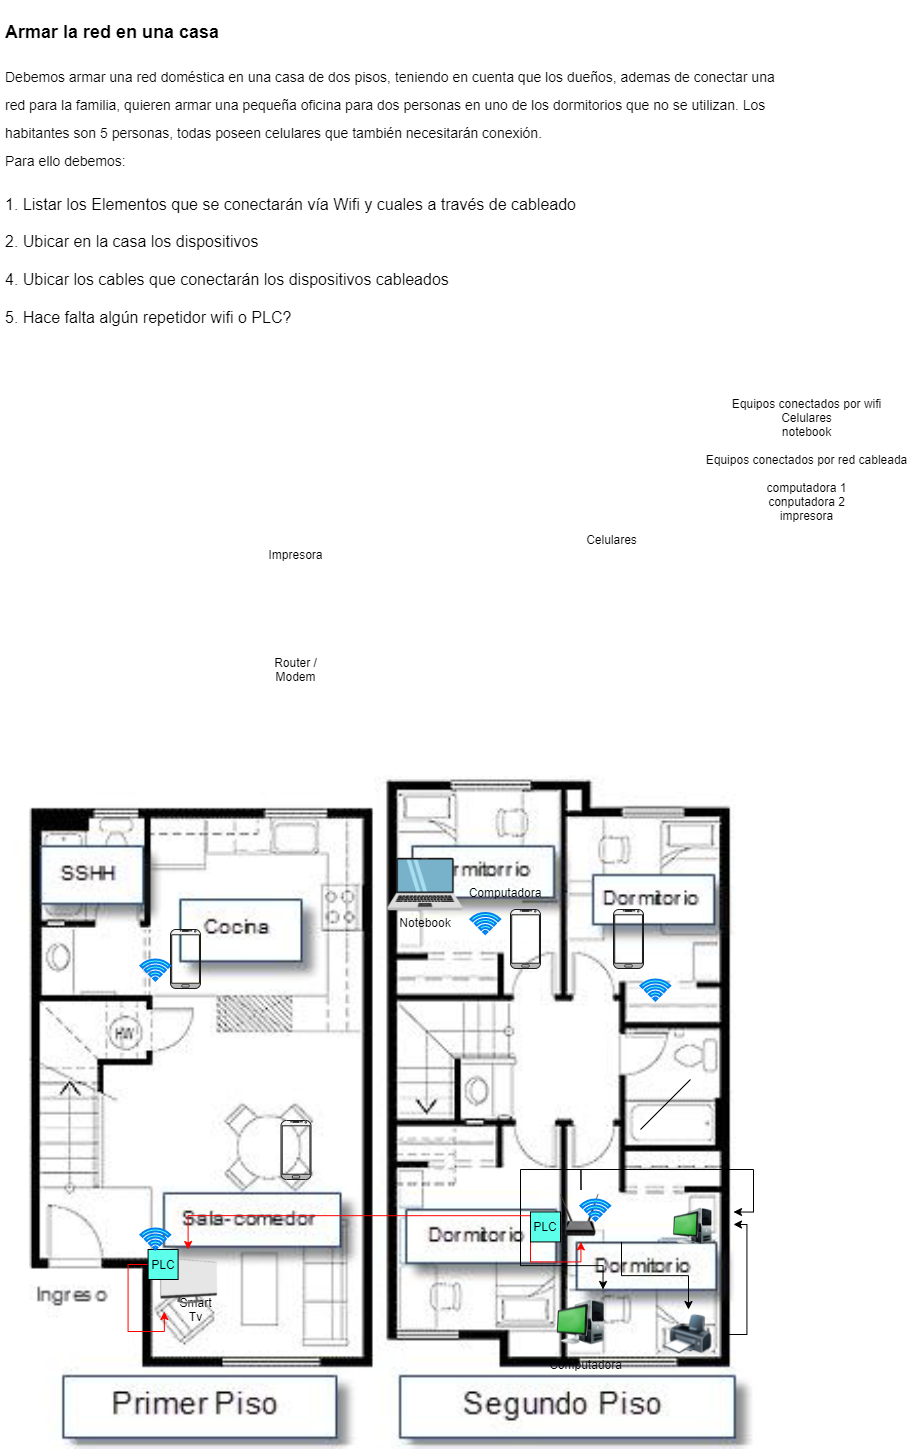 Armar la red en una casa
Debemos armar una red doméstica en una casa de dos pisos, teniendo en cuenta que los dueños, ademas de conectar una
red para la familia, quieren armar una pequeña oficina para dos personas en uno de los dormitorios que no se utilizan. Los
habitantes son 5 personas, todas poseen celulares que también necesitarán conexión.
Para ello debemos:
1. Listar los Elementos que se conectarán vía Wifi y cuales a través de cableado
2. Ubicar en la casa los dispositivos
4. Ubicar los cables que conectarán los dispositivos cableados
5. Hace falta algún repetidor wifi o PLC?
Equipos conectados por wifi
Celulares
notebook
Equipos conectados por red cableada
computadora 1
conputadora 2
impresora
Celulares
Impresora
Router /
Modem
SSHH
Cocina
HW
Sala-comedor
PLC
Smart
Tv
Ingreso
Primer Piso
rmitorrio
Computadora
Notebook
Dormitorio
Dormitorio
PLC
Dormitorio
Computadora
Segundo Piso